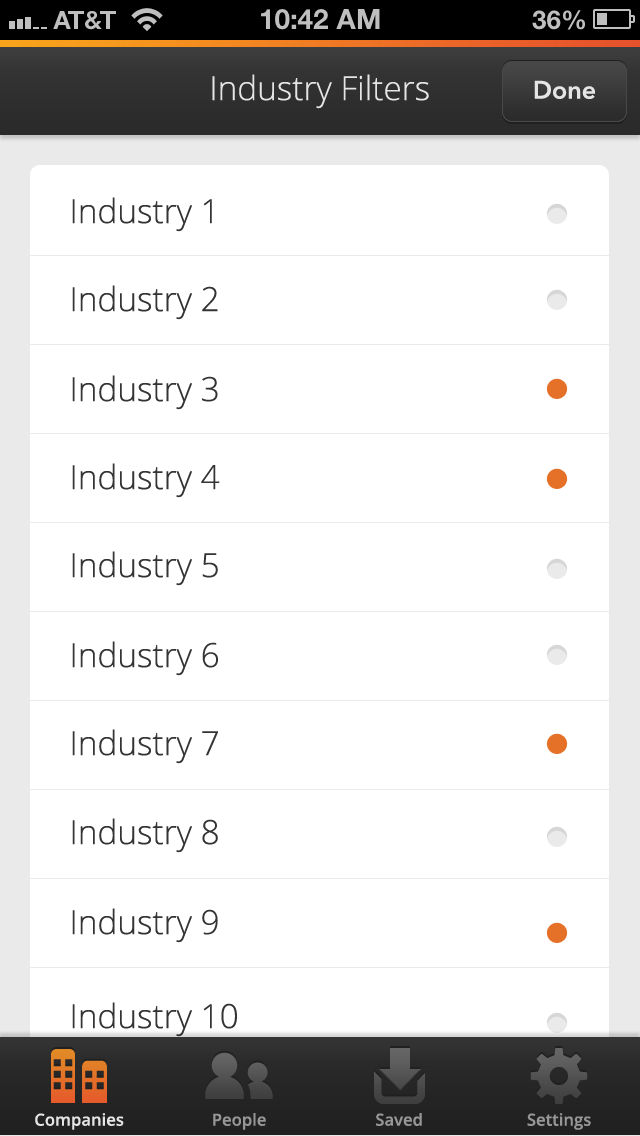 AT&T 10:42 AM 36%
Industry Filters Done
Industry 1
Industry 2
Industry 3
Industry 4
Industry 5
Industry 6
Industry 7
Industry 8
Industry 9
Industry 10
Companies People Saved Settings